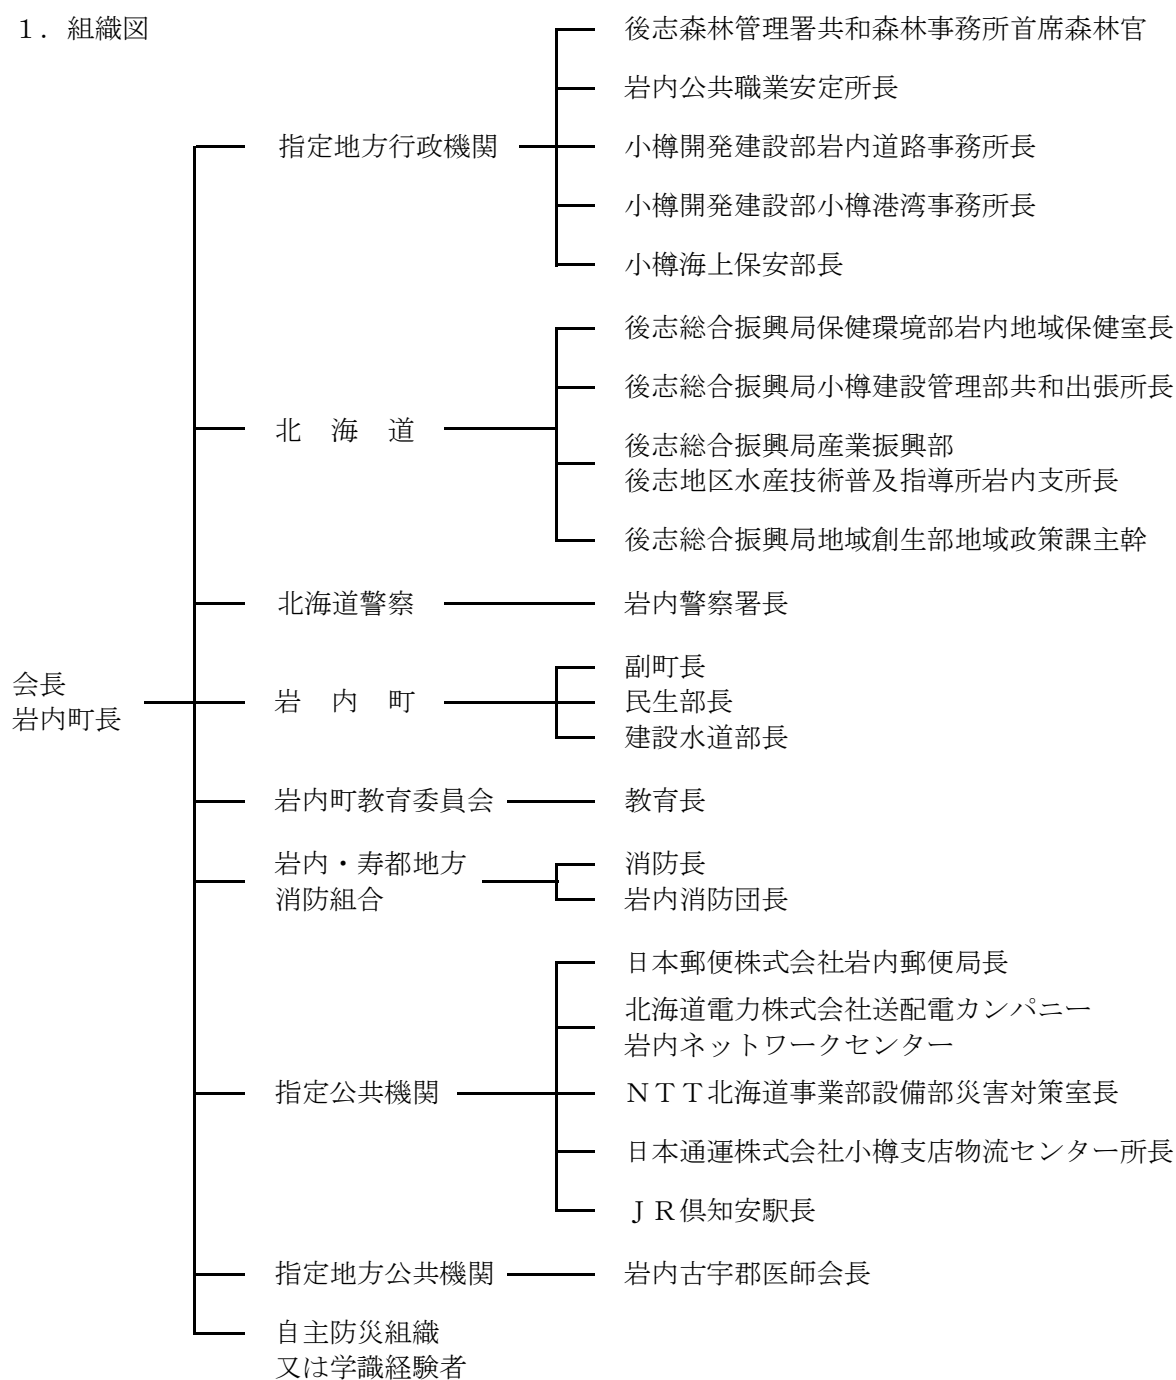 １．組織図
会長
岩内町長
指定地方行政機関
後志森林管理署共和森林事務所首席森林官
岩内公共職業安定所長
小樽開発建設部岩内道路事務所長
小樽開発建設部小樽港湾事務所長
小樽海上保安部長
北　海　道
後志総合振興局保健環境部岩内地域保健室長
後志総合振興局小樽建設管理部共和出張所長
後志総合振興局産業振興部
後志地区水産技術普及指導所岩内支所長
後志総合振興局地域創生部地域政策課主幹
北海道警察
岩内警察署長
岩　内　町
副町長
民生部長
建設水道部長
岩内町教育委員会
教育長
岩内・寿都地方
消防組合
消防長
岩内消防団長
指定公共機関
日本郵便株式会社岩内郵便局長
北海道電力株式会社送配電カンパニー
岩内ネットワークセンター
ＮＴＴ北海道事業部設備部災害対策室長
日本通運株式会社小樽支店物流センター所長
ＪＲ倶知安駅長
指定地方公共機関
岩内古宇郡医師会長
自主防災組織
又は学識経験者